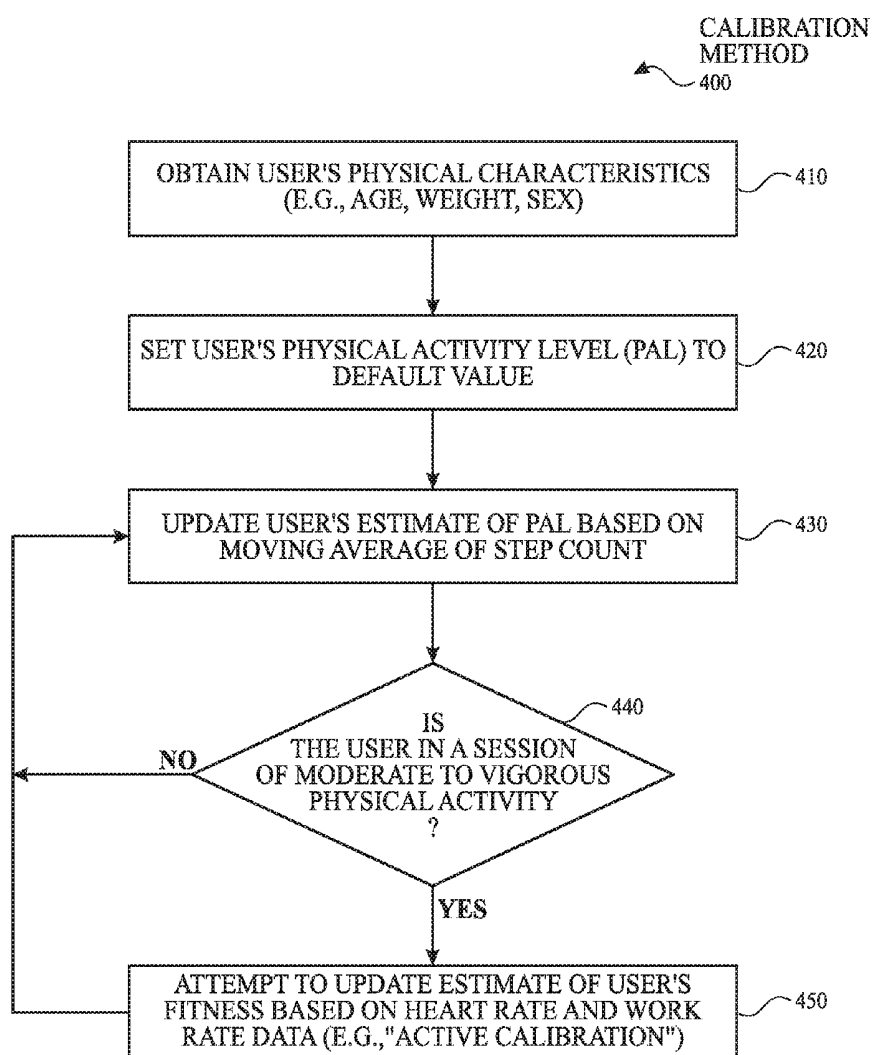 CALIBRATION
METHOD
400
OBTAIN USER'S PHYSICAL CHARACTERISTICS
(E.G., AGE, WEIGHT, SEX)
410
SET USER'S PHYSICAL ACTIVITY LEVEL (PAL) TO
DEFAULT VALUE
420
UPDATE USER'S ESTIMATE OF PAL BASED ON
MOVING AVERAGE OF STEP COUNT
430
440
IS
THE USER IN A SESSION
OF MODERATE TO VIGOROUS
PHYSICAL ACTIVITY
?
NO
YES
ATTEMPT TO UPDATE ESTIMATE OF USER'S
FITNESS BASED ON HEART RATE AND WORK
RATE DATA (E.G.,"ACTIVE CALIBRATION")
450